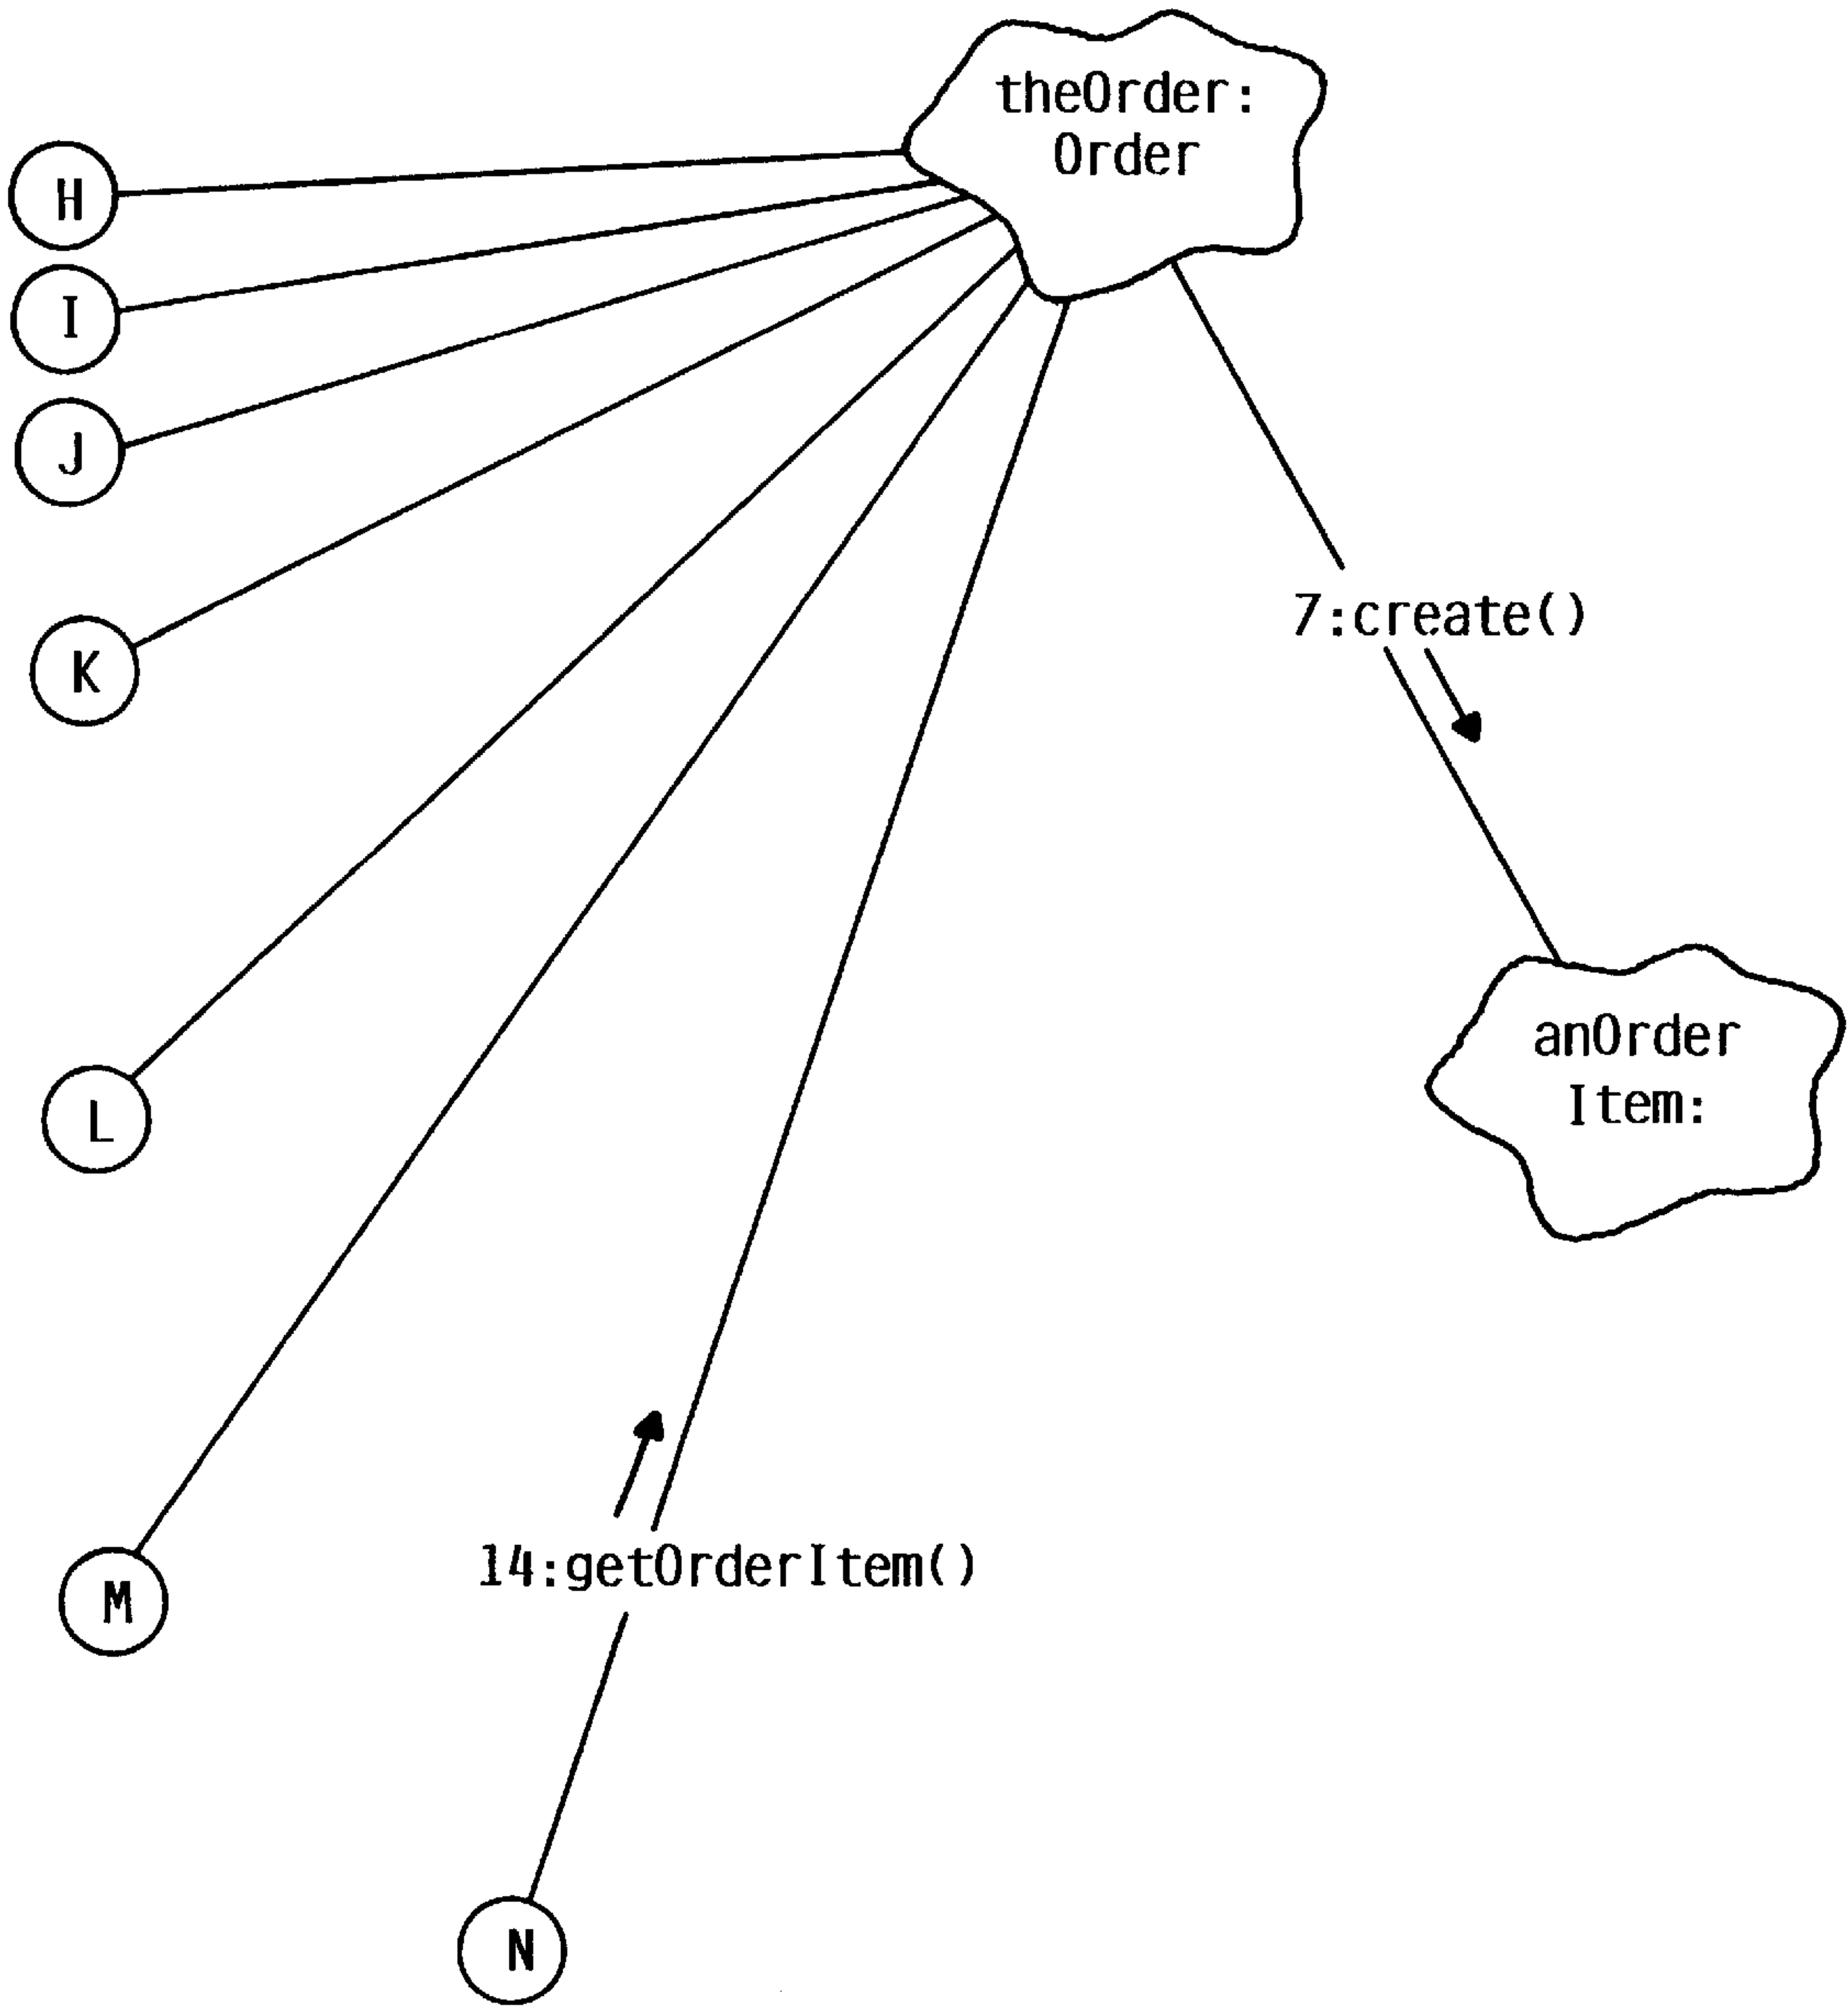 theOrder:
Order
H
I
J
K
7:create()
anOrder
Item:
L
M
14:getOrderItem()
N